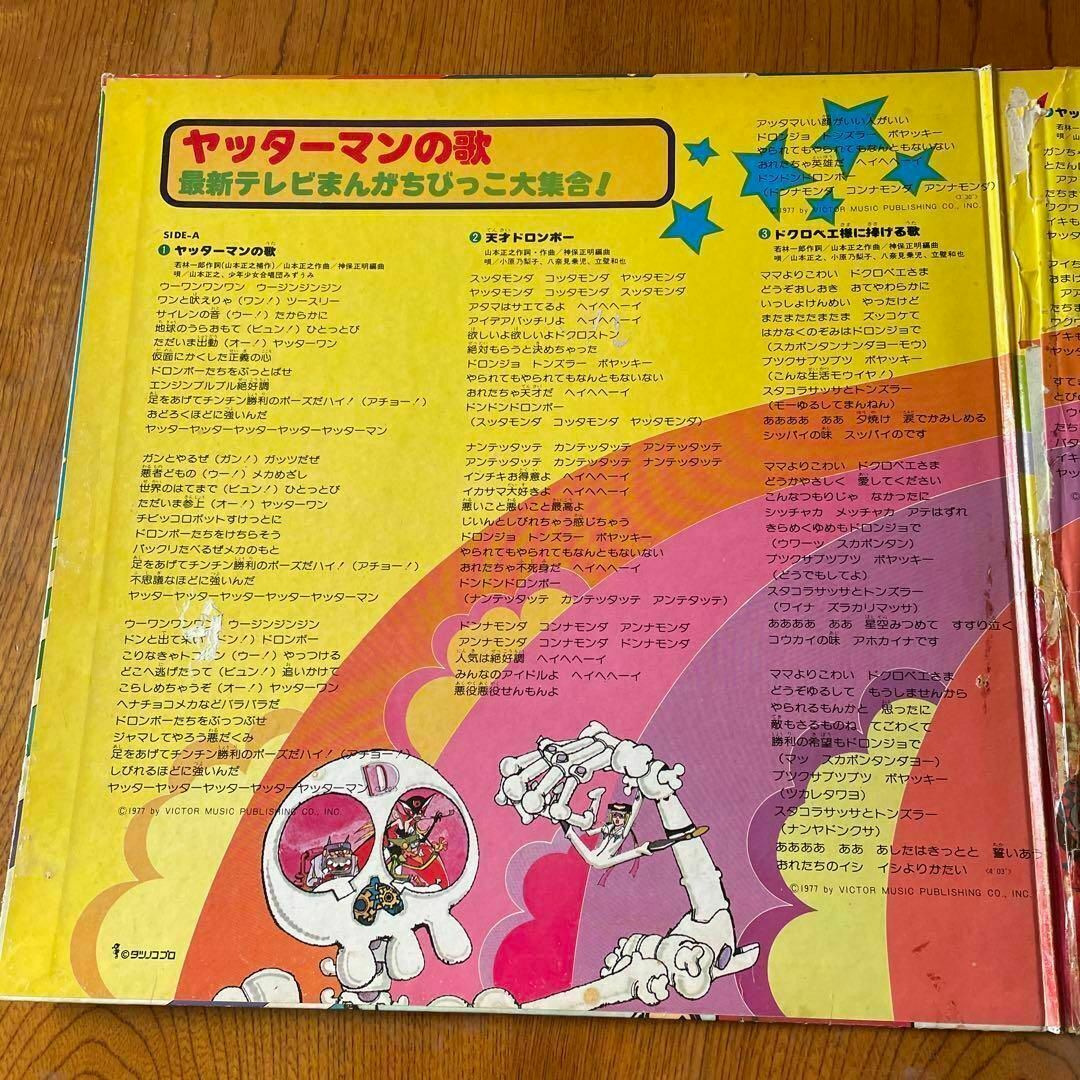 ヤッターマンの歌
最新テレビまんがちびっこ大集合!
SIDE-A
1 ヤッターマンの歌
若林一郎作詞(山本正之補作)／山本正之作曲／神保正明編曲
唄／山本正之、少年少女合唱団みずうみ
ウーワンワンワン ウージンジンジン
ワンと吠えりゃ(ワン!)ツースリー
サイレンの音(ウー!)たからかに
地球のうらおもて(ビュン!)ひとっとび
ただいま出動(オー!)ヤッターワン
仮面にかくした正義の心
ドロンボーたちをぶっとばせ
エンジンブルブル絶好調
足をあげてチンチン勝利のポーズだハイ!(アチョー!)
おどろくほどに強いんだ
ヤッターヤッターヤッターヤッターヤッターマン
ガンとやるぜ(ガン!)ガッツだぜ
悪者どもの(ウー!)メカめざし
世界のはてまで(ビュン!)ひとっとび
ただいま参上(オー!)ヤッターワン
チビッコロボットすけっとに
ドロンボーたちをけちらそう
パックリたべるぜメカのもと
足をあげてチンチン勝利のポーズだハイ!(アチョー!)
不思議なほどに強いんだ
ヤッターヤッターヤッターヤッターヤッターマン
ウーワンワンワン ウージンジンジン
ドンと出て来い(ドン!)ドロンボー
こりなきゃトコトン(ウー!)やっつける
どこへ逃げたって(ビュン!)追いかけて
こらしめちゃうぞ(オー!)ヤッターワン
ヘナチョコメカなどバラバラだ
ドロンボーたちをぶっつぶせ
ジャマしてやろう悪だくみ
足をあげてチンチン勝利のポーズだハイ!(アチョー!)
しびれるほどに強いんだ
ヤッターヤッターヤッターヤッターヤッターマン
©1977 by VICTOR MUSIC PUBLISHING CO., INC.
2 天才ドロンボー
山本正之作詞・作曲／神保正明編曲
唄／小原乃梨子、八奈見乗児、立壁和也
スッタモンダ コッタモンダ ヤッタモンダ
ヤッタモンダ コッタモンダ スッタモンダ
アタマはサエてるよ ヘイヘヘーイ
アイデアバッチリよ ヘイヘヘーイ
欲しいよ欲しいよドクロストン
絶対もらうと決めちゃった
ドロンジョ トンズラー ボヤッキー
やられてもやられてもなんともないない
おれたちゃ天才だ ヘイヘヘーイ
ドンドンドロンボー
(スッタモンダ コッタモンダ ヤッタモンダ)
ナンテッタッテ カンテッタッテ アンテッタッテ
アンテッタッテ カンテッタッテ ナンテッタッテ
インチキお得意よ ヘイヘヘーイ
イカサマ大好きよ ヘイヘヘーイ
悪いこと悪いこと最高よ
じいんとしびれちゃう感じちゃう
ドロンジョ トンズラー ボヤッキー
やられてもやられてもなんともないない
おれたちゃ不死身だ ヘイヘヘーイ
ドンドンドロンボー
(ナンテッタッテ カンテッタッテ アンテタッテ)
ドンナモンダ コンナモンダ アンナモンダ
アンナモンダ コンナモンダ ドンナモンダ
人気は絶好調 ヘイヘヘーイ
みんなのアイドルよ ヘイヘヘーイ
悪役悪役せんもんよ
アッタマいい顔がいい人がいい
ドロンジョ トンズラー ボヤッキー
やられてもやられてもなんともないない
おれたちゃ英雄だ ヘイヘヘーイ
ドンドンドロンボー
(ドンナモンダ コンナモンダ アンナモンダ)
(3′30″)
©1977 by VICTOR MUSIC PUBLISHING CO., INC.
3 ドクロベエ様に捧げる歌
若林一郎作詞／山本正之作曲／神保正明編曲
唄／山本正之、小原乃梨子、八奈見乗児、立壁和也
ママよりこわい ドクロベエさま
どうぞおしおき おてやわらかに
いっしょけんめい やったけど
またまたたまたま ズッコケて
はかなくのぞみはドロンジョで
(スカポンタンナンダヨーモウ)
ブツクサブツブツ ボヤッキー
(こんな生活モウイヤ!)
スタコラサッサとトンズラー
(モーゆるしてまんねん)
ああああ ああ 夕焼け 涙でかみしめる
シッパイの味 スッパイのです
ママよりこわい ドクロベエさま
どうかやさしく 愛してください
こんなつもりじゃ なかったに
シッチャカ メッチャカ アテはずれ
きらめくゆめもドロンジョで
(ウワーッ スカポンタン)
ブツクサブツブツ ボヤッキー
(どうでもしてよ)
スタコラサッサとトンズラー
(ワイナ ズラカリマッサ)
ああああ ああ 星空みつめて すすり泣く
コウカイの味 アホカイナです
ママよりこわい ドクロベエさま
どうぞゆるして もうしませんから
やられるもんかと 思ったに
敵もさるものね てごわくて
勝利の希望もドロンジョで
(マッ スカポンタンダヨー)
ブツクサブツブツ ボヤッキー
(ツカレタワヨ)
スタコラサッサとトンズラー
(ナンヤドンクサ)
ああああ ああ あしたはきっとと 誓いあう
おれたちのイシ イシよりかたい
(4′03″)
©1977 by VICTOR MUSIC PUBLISHING CO., INC.
D
©タツノコプロ